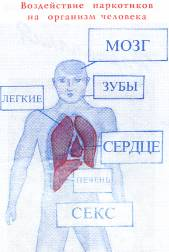 Воздействие наркотиков
на организм человека
МОЗГ
ЗУБЫ
ЛЕГКИЕ
СЕРДЦЕ
ПЕЧЕНЬ
СЕКС